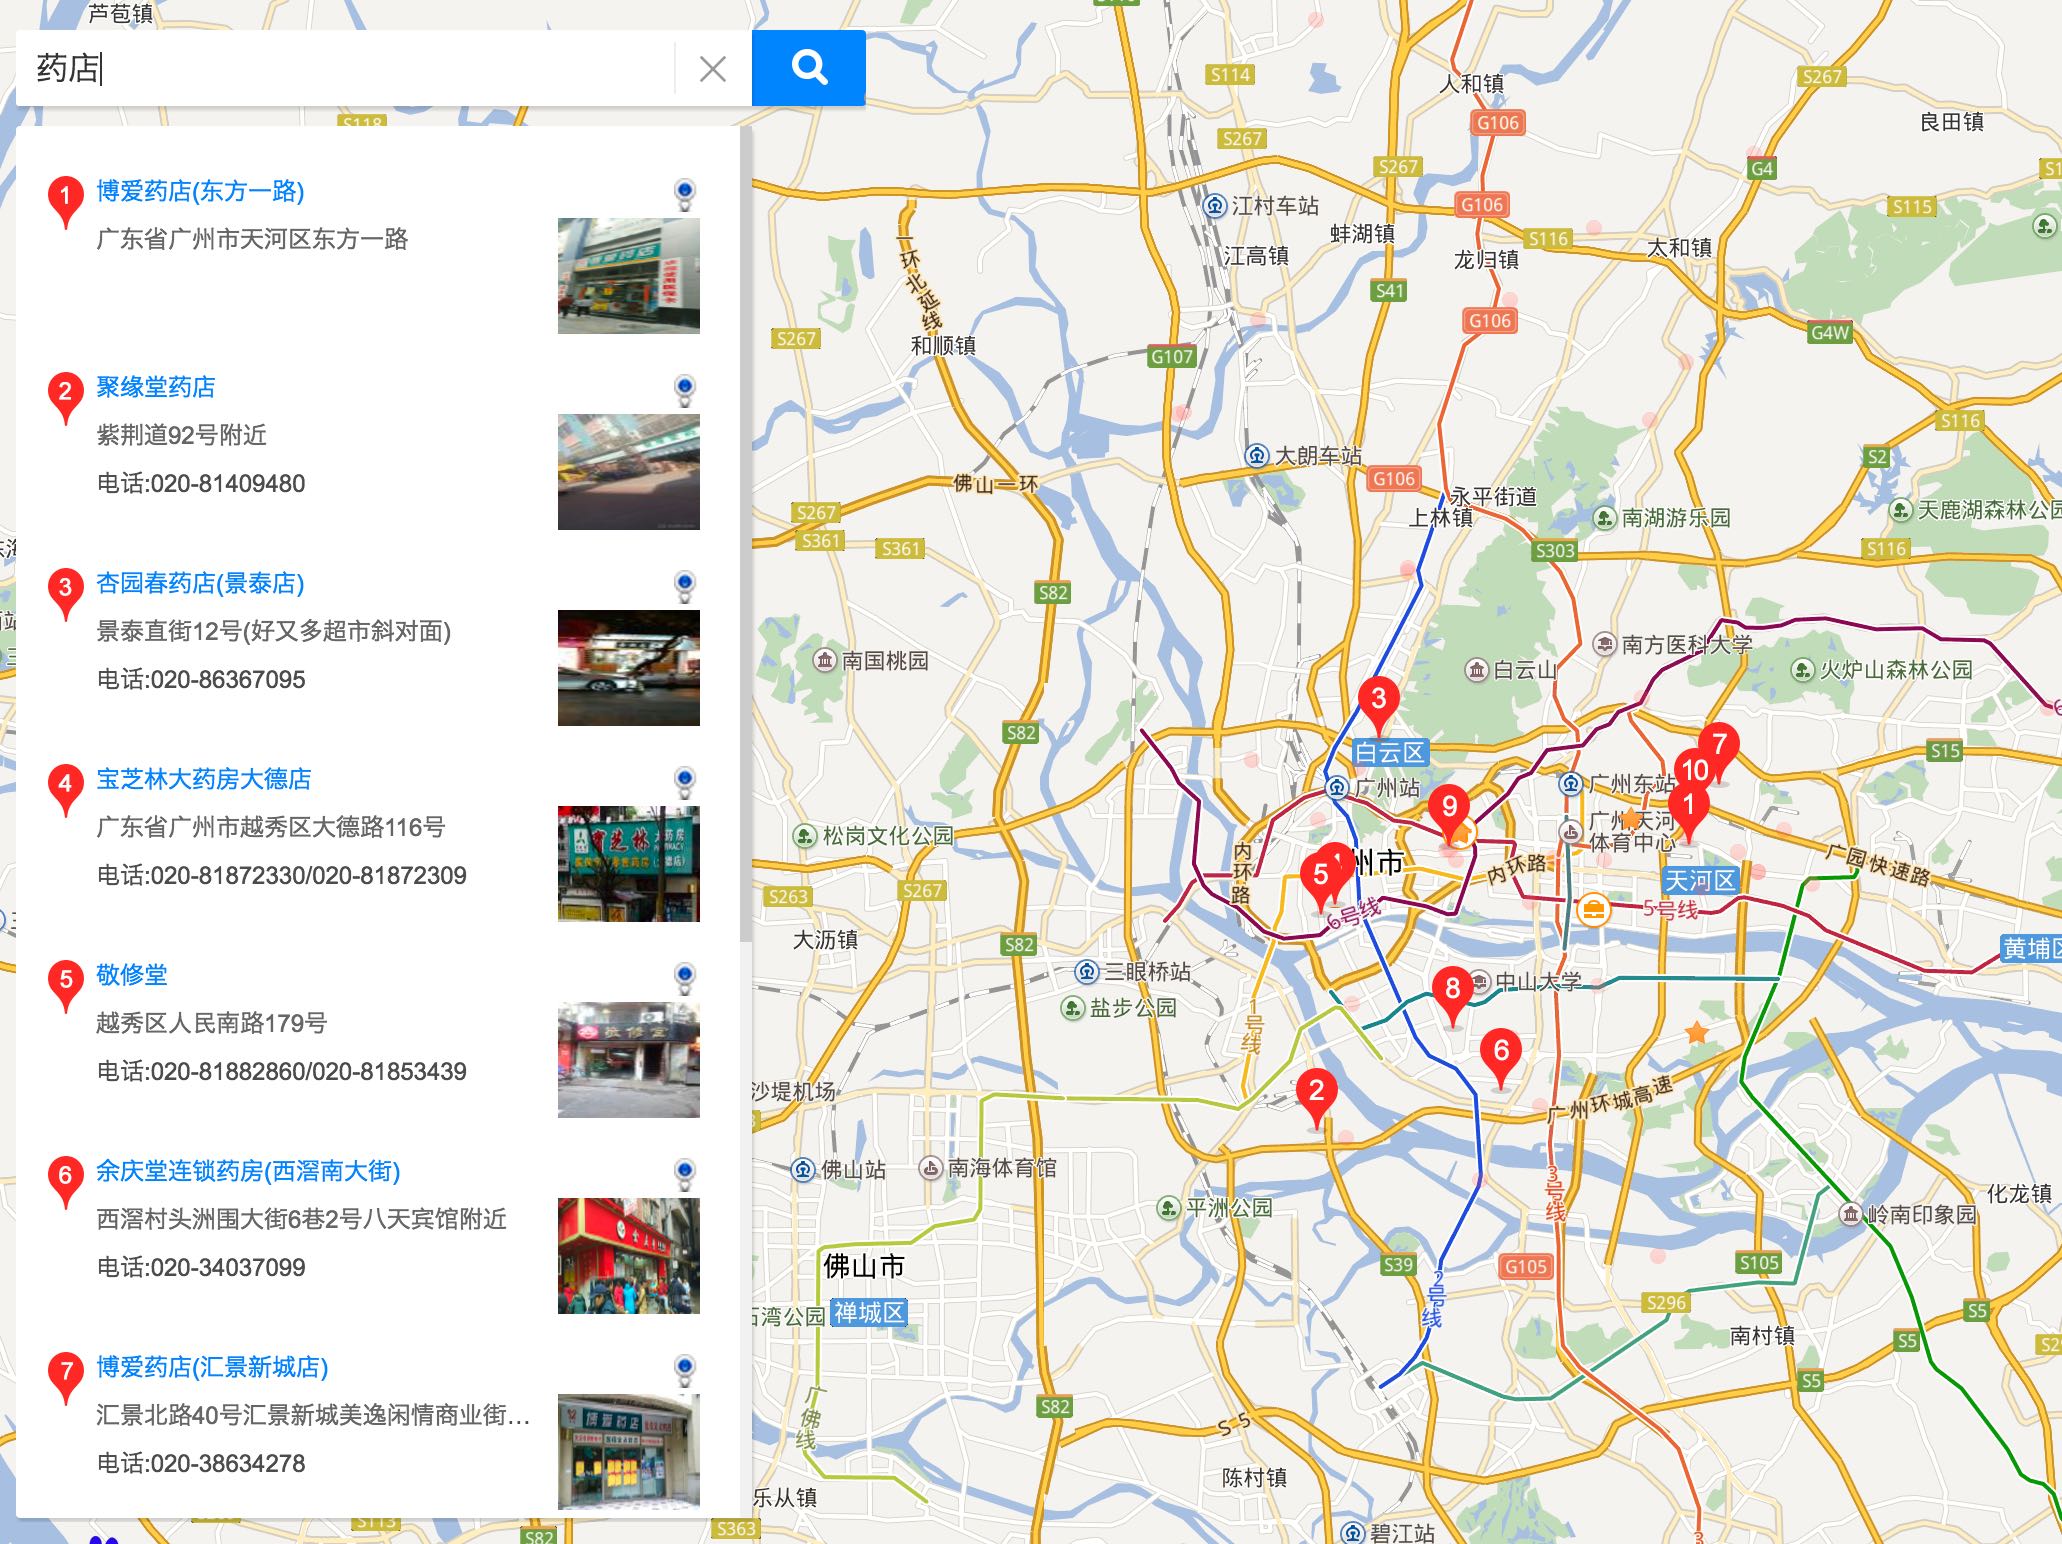 芦苞镇
药店
1
博爱药店(东方一路)
广东省广州市天河区东方一路
博爱药店
2
聚缘堂药店
紫荆道92号附近
电话:020-81409480
3
杏园春药店(景泰店)
景泰直街12号(好又多超市斜对面)
电话:020-86367095
4
宝芝林大药房大德店
广东省广州市越秀区大德路116号
电话:020-81872330/020-81872309
5
敬修堂
越秀区人民南路179号
电话:020-81882860/020-81853439
6
余庆堂连锁药房(西滘南大街)
西滘村头洲围大街6巷2号八天宾馆附近
电话:020-34037099
7
博爱药店(汇景新城店)
汇景北路40号汇景新城美逸闲情商业街…
电话:020-38634278
博爱药店
S118
S113
S82
S363
S114
人和镇
S267
G106
良田镇
S267
S267
G4
江村车站
G106
S115
蚌湖镇
江高镇
龙归镇
S116
太和镇
一环北延线
S41
G106
G4W
S267
和顺镇
G107
S116
大朗车站
S2
佛山一环
G106
永平街道
上林镇
南湖游乐园
天鹿湖森林公园
S267
S361
S361
S303
S116
S82
南国桃园
白云山
南方医科大学
火炉山森林公园
3
S82
白云区
7
S15
广州站
10
广州东站
9
1
松岗文化公园
广州天河
体育中心
内环路
5
州市
内环路
广园快速路
S263
S267
天河区
6号线
5号线
大沥镇
S82
黄埔区
三眼桥站
8
中山大学
盐步公园
1号线
6
沙堤机场
2
广州环城高速
佛山站
南海体育馆
3号线
化龙镇
平洲公园
岭南印象园
佛山市
S39
G105
S105
2号线
S296
石湾公园
禅城区
南村镇
S5
S5
S5
广佛线
S82
S5
陈村镇
乐从镇
碧江站